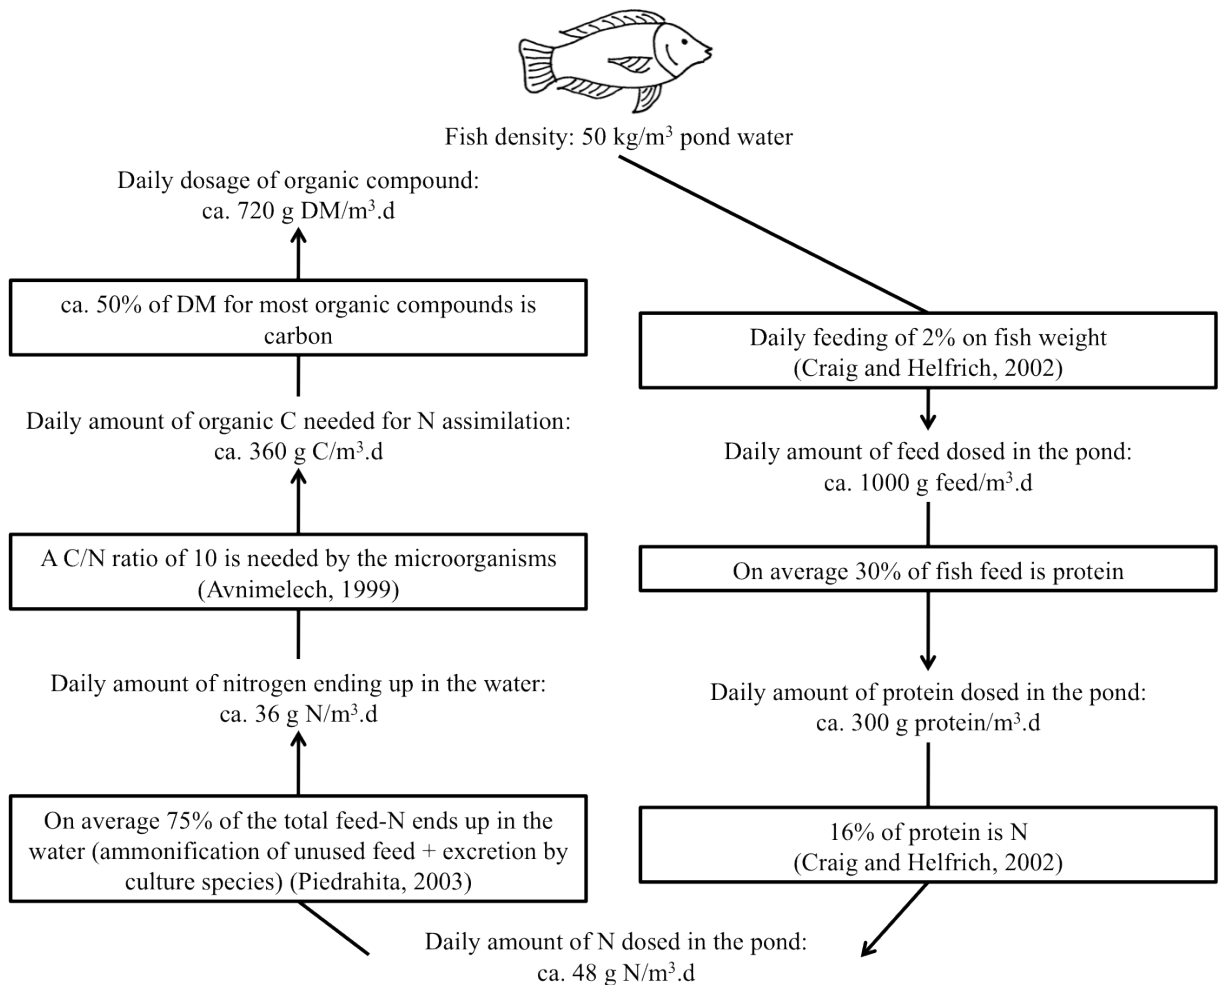 Fish density: 50 kg/m³ pond water
Daily feeding of 2% on fish weight
(Craig and Helfrich, 2002)
Daily amount of feed dosed in the pond:
ca. 1000 g feed/m³.d
On average 30% of fish feed is protein
Daily amount of protein dosed in the pond:
ca. 300 g protein/m³.d
16% of protein is N
(Craig and Helfrich, 2002)
Daily amount of N dosed in the pond:
ca. 48 g N/m³.d
On average 75% of the total feed-N ends up in the
water (ammonification of unused feed + excretion by
culture species) (Piedrahita, 2003)
Daily amount of nitrogen ending up in the water:
ca. 36 g N/m³.d
A C/N ratio of 10 is needed by the microorganisms
(Avnimelech, 1999)
Daily amount of organic C needed for N assimilation:
ca. 360 g C/m³.d
ca. 50% of DM for most organic compounds is
carbon
Daily dosage of organic compound:
ca. 720 g DM/m³.d